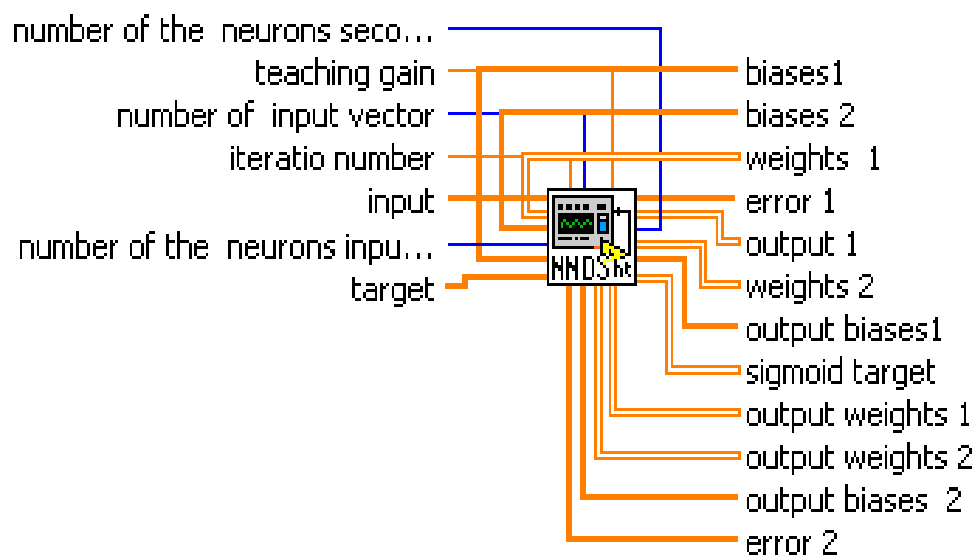 number of the  neurons seco...
teaching gain
number of  input vector
iteratio number
input
number of the  neurons inpu...
target
NNDSht
biases1
biases 2
weights  1
error 1
output 1
weights 2
output biases1
sigmoid target
output weights 1
output weights 2
output biases  2
error 2